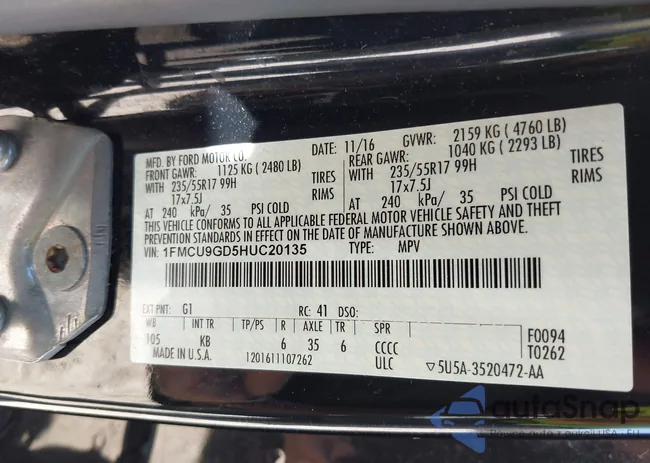 MFD. BY FORD MOTOR CO.
DATE: 11/16 GVWR: 2159 KG ( 4760 LB)
FRONT GAWR: 1125 KG ( 2480 LB)
REAR GAWR: 1040 KG ( 2293 LB)
WITH 235/55R17 99H TIRES
WITH 235/55R17 99H TIRES
17x7.5J RIMS
17x7.5J RIMS
AT 240 kPa/ 35 PSI COLD
AT 240 kPa/ 35 PSI COLD
THIS VEHICLE CONFORMS TO ALL APPLICABLE FEDERAL MOTOR VEHICLE SAFETY AND THEFT
PREVENTION STANDARDS IN EFFECT ON THE DATE OF MANUFACTURE SHOWN ABOVE.
VIN: 1FMCU9GD5HUC20135 TYPE: MPV
EXT PNT: G1 RC: 41 DSO:
WB INT TR TP/PS R AXLE TR SPR
105 KB 6 35 6 CCCC
F0094
T0262
MADE IN U.S.A. 1201611107262 ULC ▽5U5A-3520472-AA
autoSnap